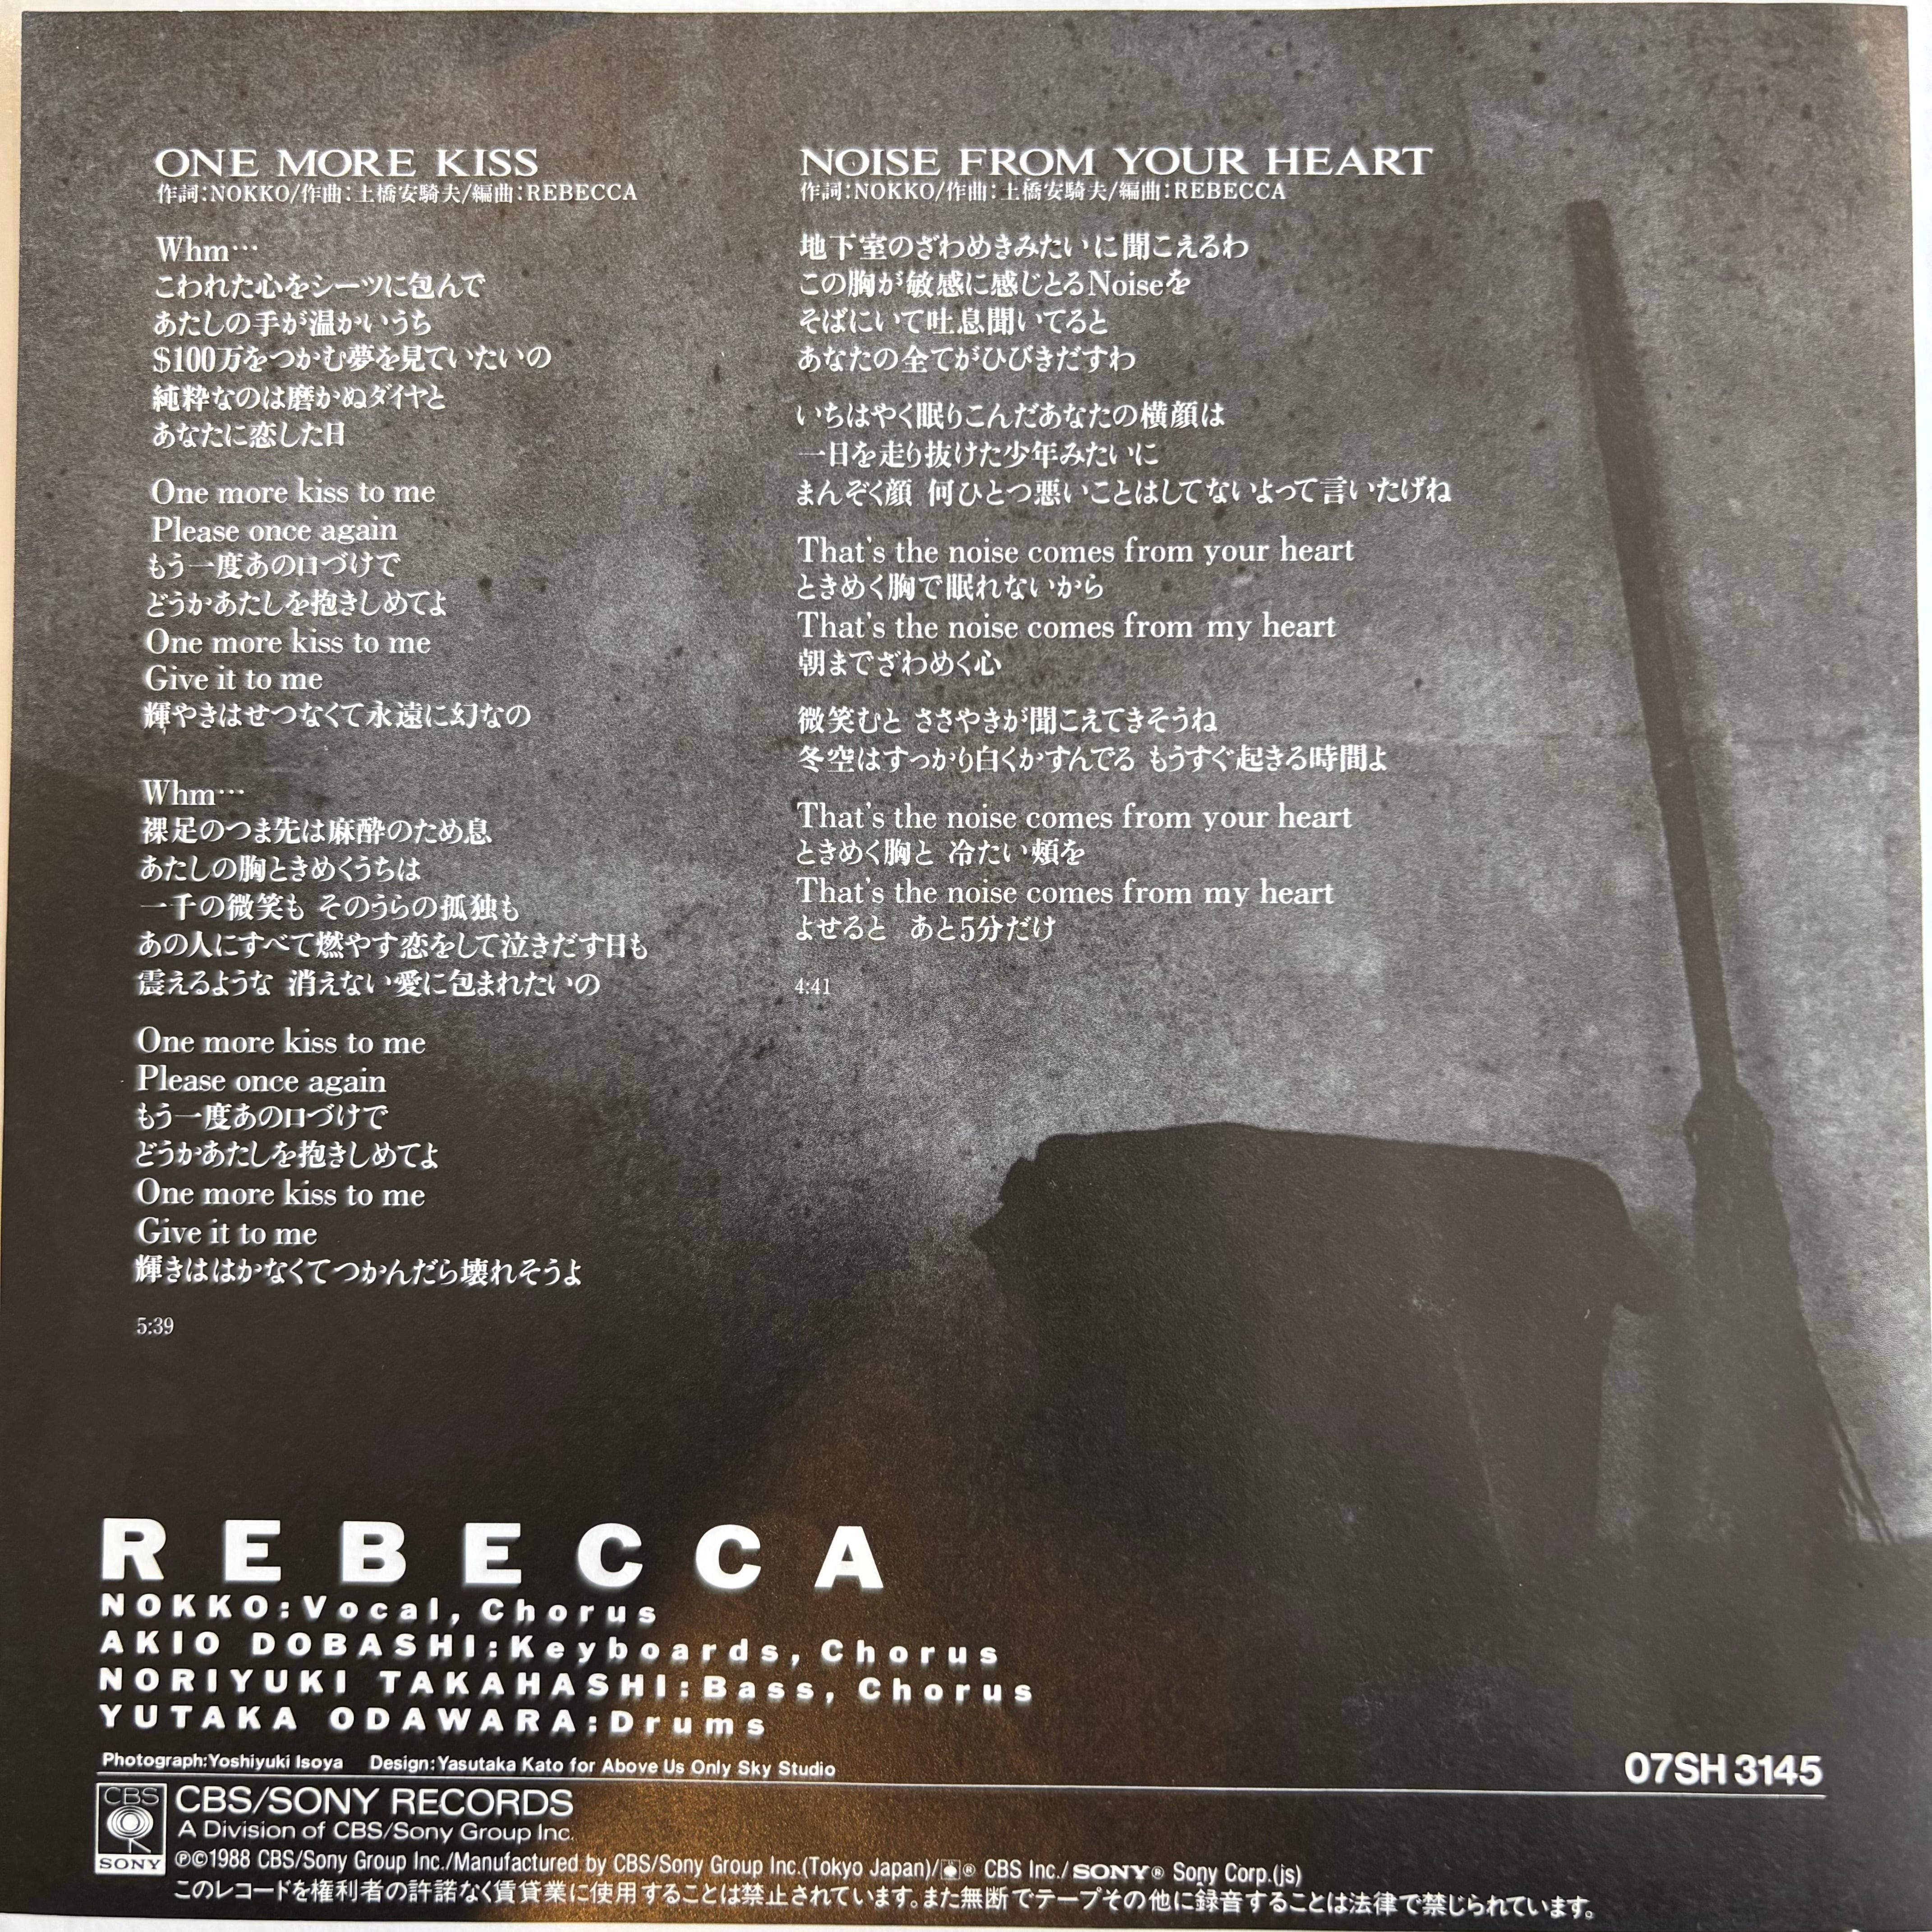 ONE MORE KISS
作詞:NOKKO/作曲:土橋安騎夫/編曲:REBECCA
Whm…
こわれた心をシーツに包んで
あたしの手が温かいうち
$100万をつかむ夢を見ていたいの
純粋なのは磨かぬダイヤと
あなたに恋した日
One more kiss to me
Please once again
もう一度あの口づけで
どうかあたしを抱きしめてよ
One more kiss to me
Give it to me
輝やきはせつなくて永遠に幻なの
Whm…
裸足のつま先は麻酔のため息
あたしの胸ときめくうちは
一千の微笑も そのうらの孤独も
あの人にすべて燃やす恋をして泣きだす日も
震えるような 消えない愛に包まれたいの
One more kiss to me
Please once again
もう一度あの口づけで
どうかあたしを抱きしめてよ
One more kiss to me
Give it to me
輝きははかなくてつかんだら壊れそうよ
5:39
NOISE FROM YOUR HEART
作詞:NOKKO/作曲:土橋安騎夫/編曲:REBECCA
地下室のざわめきみたいに聞こえるわ
この胸が敏感に感じとるNoiseを
そばにいて吐息聞いてると
あなたの全てがひびきだすわ
いちはやく眠りこんだあなたの横顔は
一日を走り抜けた少年みたいに
まんぞく顔 何ひとつ悪いことはしてないよって言いたげね
That's the noise comes from your heart
ときめく胸で眠れないから
That's the noise comes from my heart
朝までざわめく心
微笑むと ささやきが聞こえてきそうね
冬空はすっかり白くかすんでる もうすぐ起きる時間よ
That's the noise comes from your heart
ときめく胸と 冷たい頬を
That's the noise comes from my heart
よせると あと5分だけ
4:41
REBECCA
NOKKO:Vocal, Chorus
AKIO DOBASHI:Keyboards, Chorus
NORIYUKI TAKAHASHI:Bass, Chorus
YUTAKA ODAWARA:Drums
Photograph:Yoshiyuki Isoya Design:Yasutaka Kato for Above Us Only Sky Studio
07SH 3145
CBS
SONY
CBS/SONY RECORDS
A Division of CBS/Sony Group Inc.
℗©1988 CBS/Sony Group Inc./Manufactured by CBS/Sony Group Inc.(Tokyo Japan)/® CBS Inc./SONY® Sony Corp.(js)
このレコードを権利者の許諾なく賃貸業に使用することは禁止されています。また無断でテープその他に録音することは法律で禁じられています。